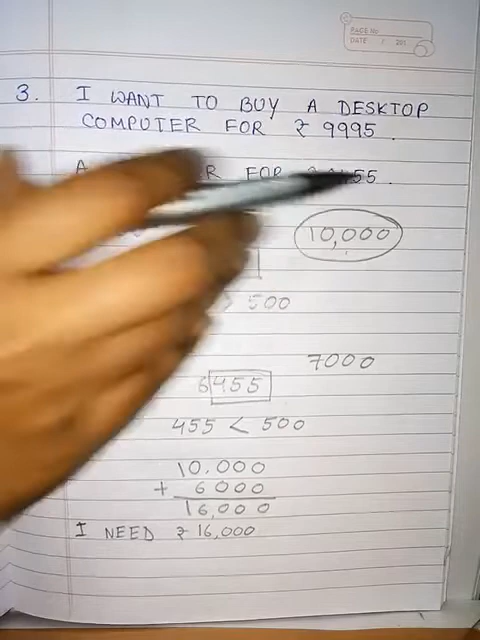 PAGE No
DATE / 201
3. I WANT TO BUY A DESKTOP
COMPUTER FOR ₹ 9995.
FOR 55.
10,000
> 500
7000
6455
455 < 500
10,000
+ 6000
16,000
I NEED ₹ 16,000